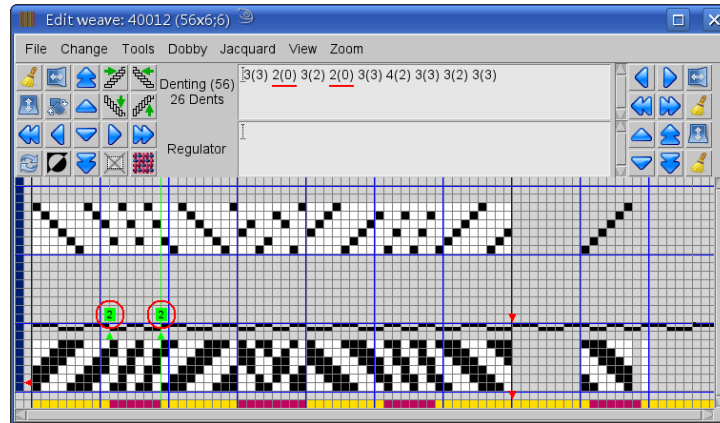 Edit weave: 40012 (56x6;6)
File Change Tools Dobby Jacquard View Zoom
Denting (56)
26 Dents
3(3) 2(0) 3(2) 2(0) 3(3) 4(2) 3(3) 3(2) 3(3)
Regulator
2 2